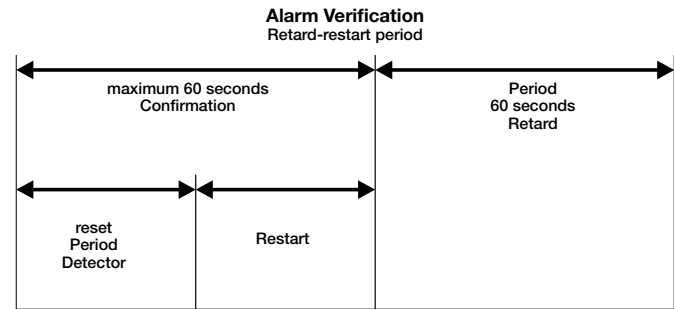 Alarm Verification
Retard-restart period
maximum 60 seconds
Confirmation
Period
60 seconds
Retard
reset
Period
Detector
Restart